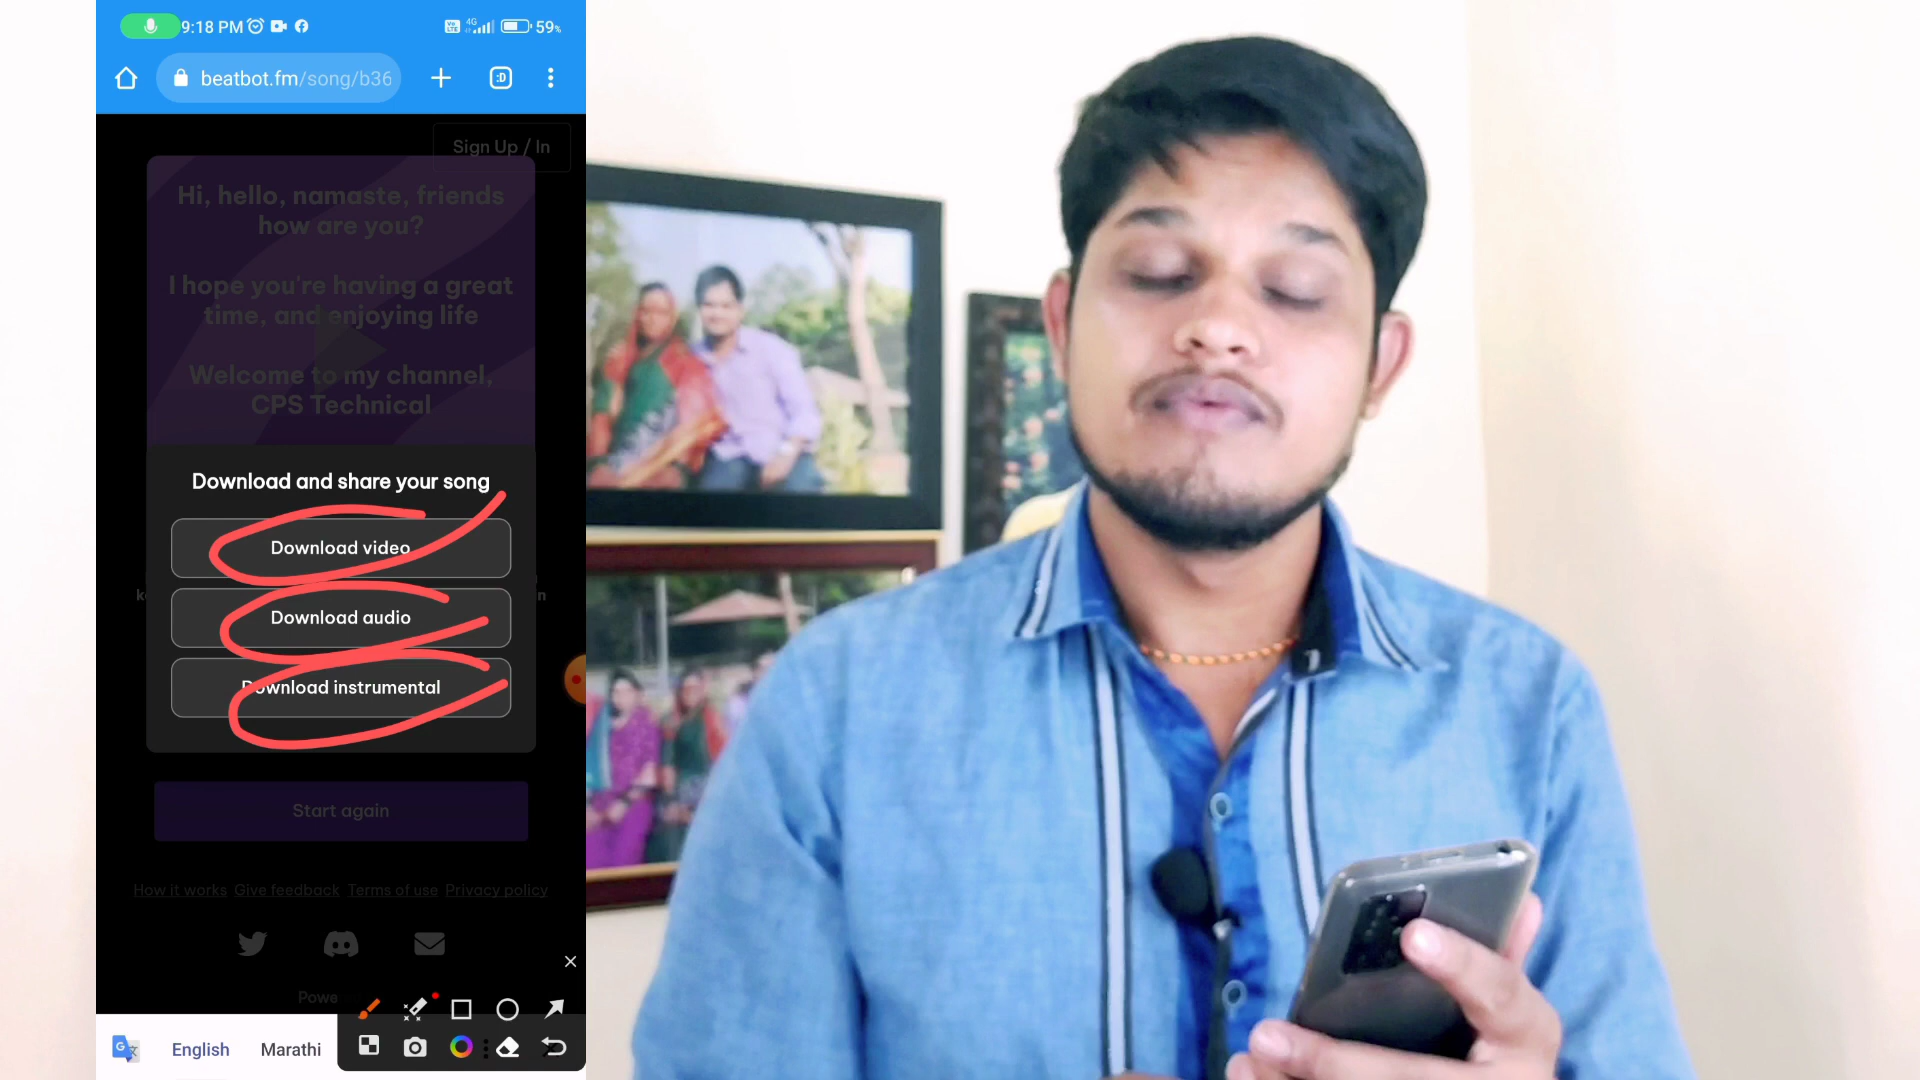 9:18 PM
4G
59%
beatbot.fm/song/b36
:D
Sign Up / In
Hi, hello, namaste, friends
how are you?
I hope you're having a great
time, and enjoying life
Welcome to my channel,
CPS Technical
Download and share your song
Download video
Download audio
Download instrumental
Start again
How it works Give feedback Terms of use Privacy policy
Powe
English Marathi